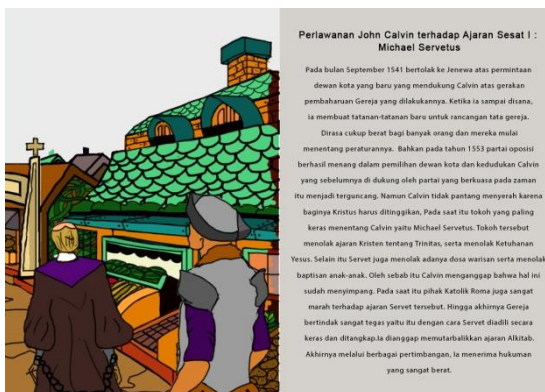 Perlawanan John Calvin terhadap Ajaran Sesat I :
Michael Servetus
Pada bulan September 1541 bertolak ke Jenewa atas permintaan
dewan kota yang baru yang mendukung Calvin atas gerakan
pembaharuan Gereja yang dilakukannya. Ketika ia sampai disana,
ia membuat tatanan-tatanan baru untuk rancangan tata gereja.
Dirasa cukup berat bagi banyak orang dan mereka mulai
menentang peraturannya. Bahkan pada tahun 1553 partai oposisi
berhasil menang dalam pemilihan dewan kota dan kedudukan Calvin
yang sebelumnya di dukung oleh partai yang berkuasa pada zaman
itu menjadi terguncang. Namun Calvin tidak pantang menyerah karena
baginya Kristus harus ditinggikan, Pada saat itu tokoh yang paling
keras menentang Calvin yaitu Michael Servetus. Tokoh tersebut
menolak ajaran Kristen tentang Trinitas, serta menolak Ketuhanan
Yesus. Selain itu Servet juga menolak adanya dosa warisan serta menolak
baptisan anak-anak. Oleh sebab itu Calvin menganggap bahwa hal ini
sudah menyimpang. Pada saat itu pihak Katolik Roma juga sangat
marah terhadap ajaran Servet tersebut. Hingga akhirnya Gereja
bertindak sangat tegas yaitu itu dengan cara Servet diadili secara
keras dan ditangkap.Ia dianggap memutarbalikkan ajaran Alkitab.
Akhirnya melalui berbagai pertimbangan, Ia menerima hukuman
yang sangat berat.